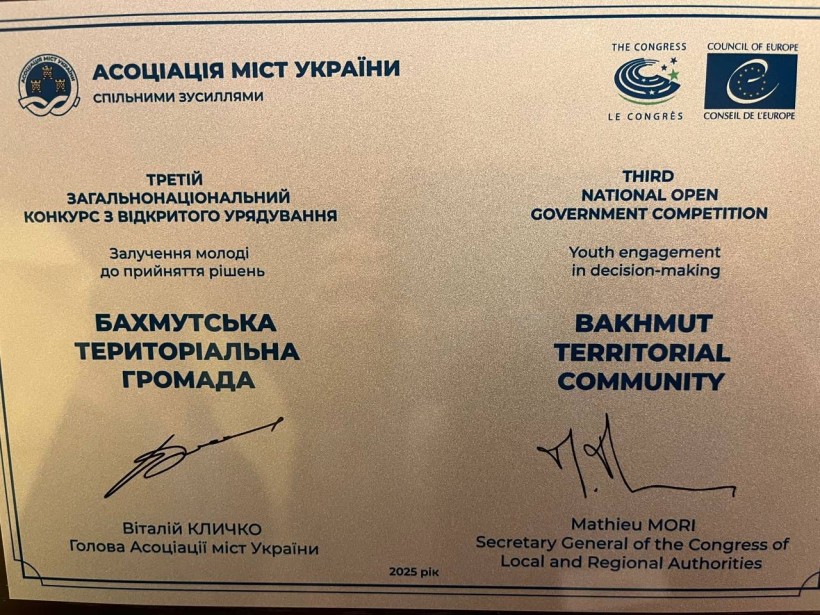 АСОЦІАЦІЯ МІСТ УКРАЇНИ
АСОЦІАЦІЯ МІСТ УКРАЇНИ
СПІЛЬНИМИ ЗУСИЛЛЯМИ
THE CONGRESS
LE CONGRÈS
COUNCIL OF EUROPE
CONSEIL DE L'EUROPE
ТРЕТІЙ
ЗАГАЛЬНОНАЦІОНАЛЬНИЙ
КОНКУРС З ВІДКРИТОГО УРЯДУВАННЯ
Залучення молоді
до прийняття рішень
БАХМУТСЬКА
ТЕРИТОРІАЛЬНА
ГРОМАДА
Віталій КЛИЧКО
Голова Асоціації міст України
THIRD
NATIONAL OPEN
GOVERNMENT COMPETITION
Youth engagement
in decision-making
BAKHMUT
TERRITORIAL
COMMUNITY
Mathieu MORI
Secretary General of the Congress of
Local and Regional Authorities
2025 рік